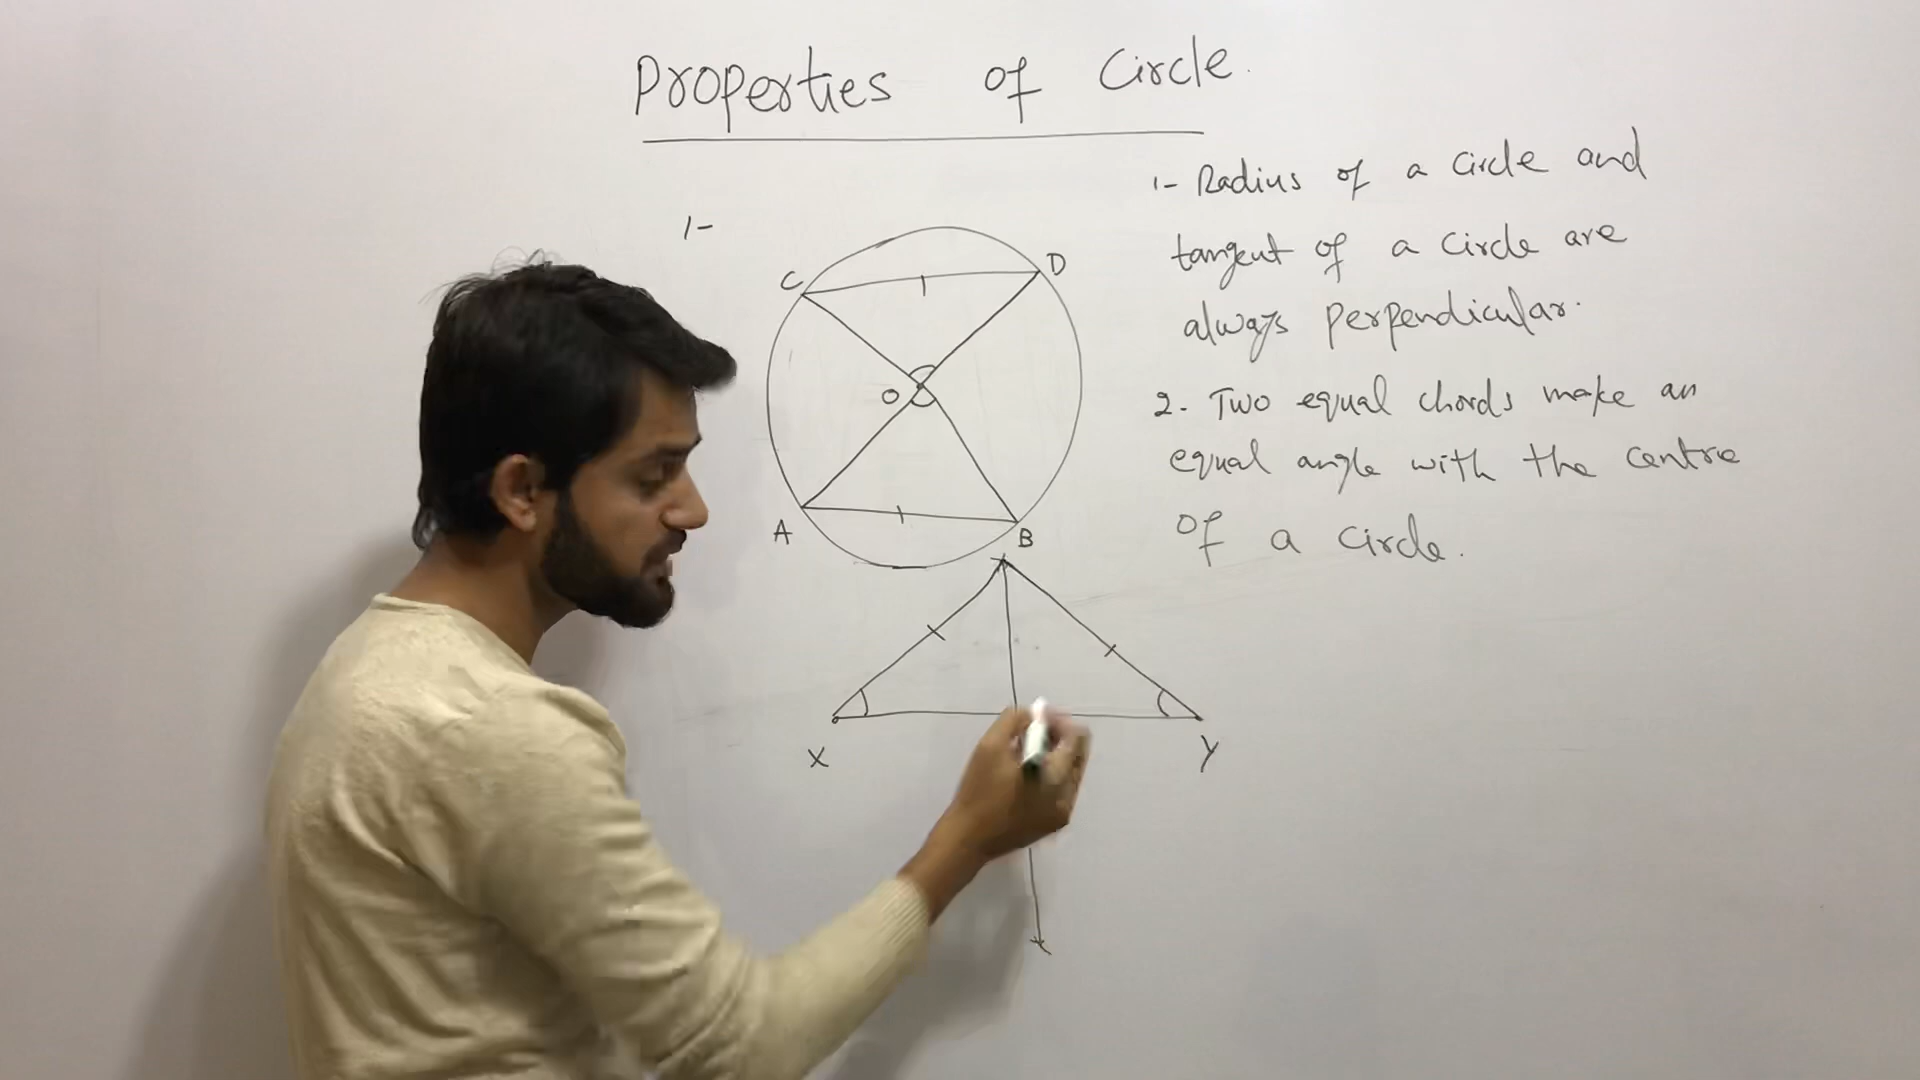 Properties of Circle.
1-
C
D
O
A
B
X
Y
1- Radius of a Circle and
tangent of a circle are
always perpendicular.
2. Two equal chords make an
equal angle with the centre
of a circle.